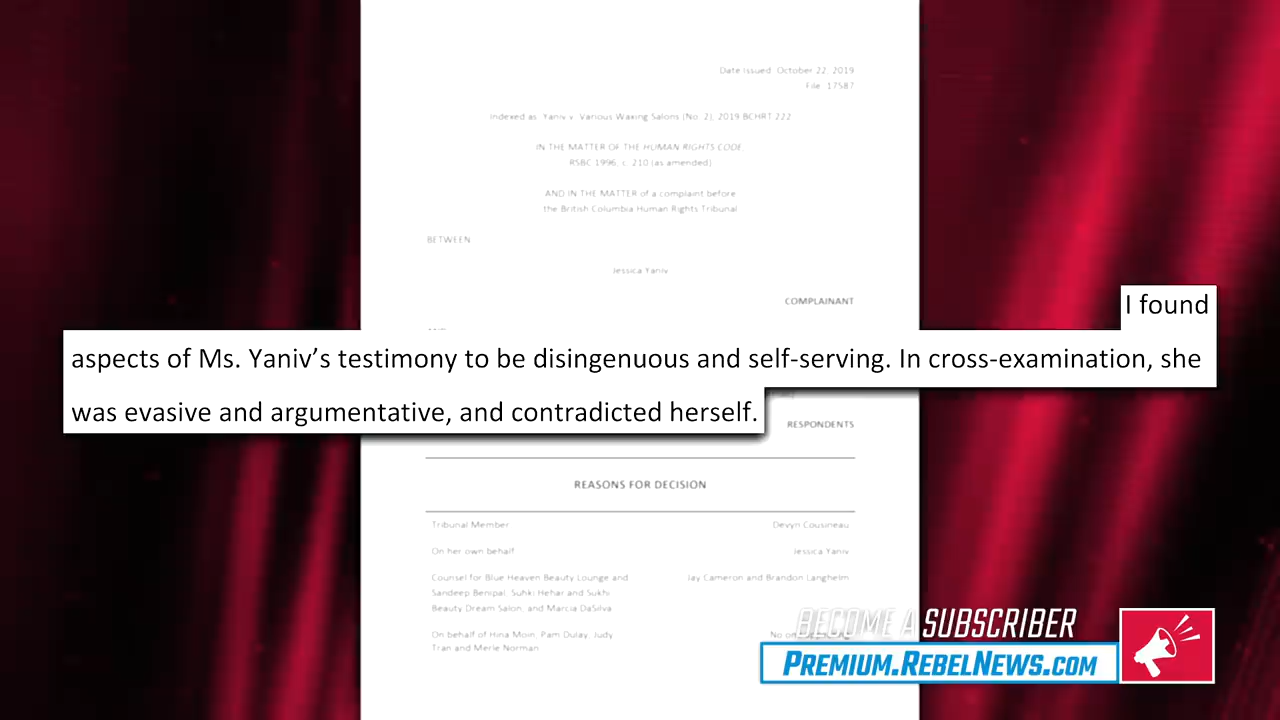 Date Issued: October 22, 2019
File: 17587
Indexed as: Yaniv v. Various Waxing Salons (No. 2), 2019 BCHRT 222
IN THE MATTER OF THE HUMAN RIGHTS CODE
RSBC 1996, c. 210 (as amended)
AND IN THE MATTER of a complaint before
the British Columbia Human Rights Tribunal
BETWEEN
Jessica Yaniv
COMPLAINANT
I found
aspects of Ms. Yaniv's testimony to be disingenuous and self-serving. In cross-examination, she
was evasive and argumentative, and contradicted herself.
RESPONDENTS
REASONS FOR DECISION
Tribunal Member Devyn Cousineau
On her own behalf Jessica Yaniv
Counsel for Blue Heaven Beauty Lounge and Jay Cameron and Brandon Langhelm
Sandeep Benipal, Suhki Hehar and Sukhi
Beauty Dream Salon, and Marcia DaSilva
On behalf of Hina Moin, Pam Dulay, Judy No
Tran and Merle Norman
BECOME A SUBSCRIBER
PREMIUM.REBELNEWS.COM